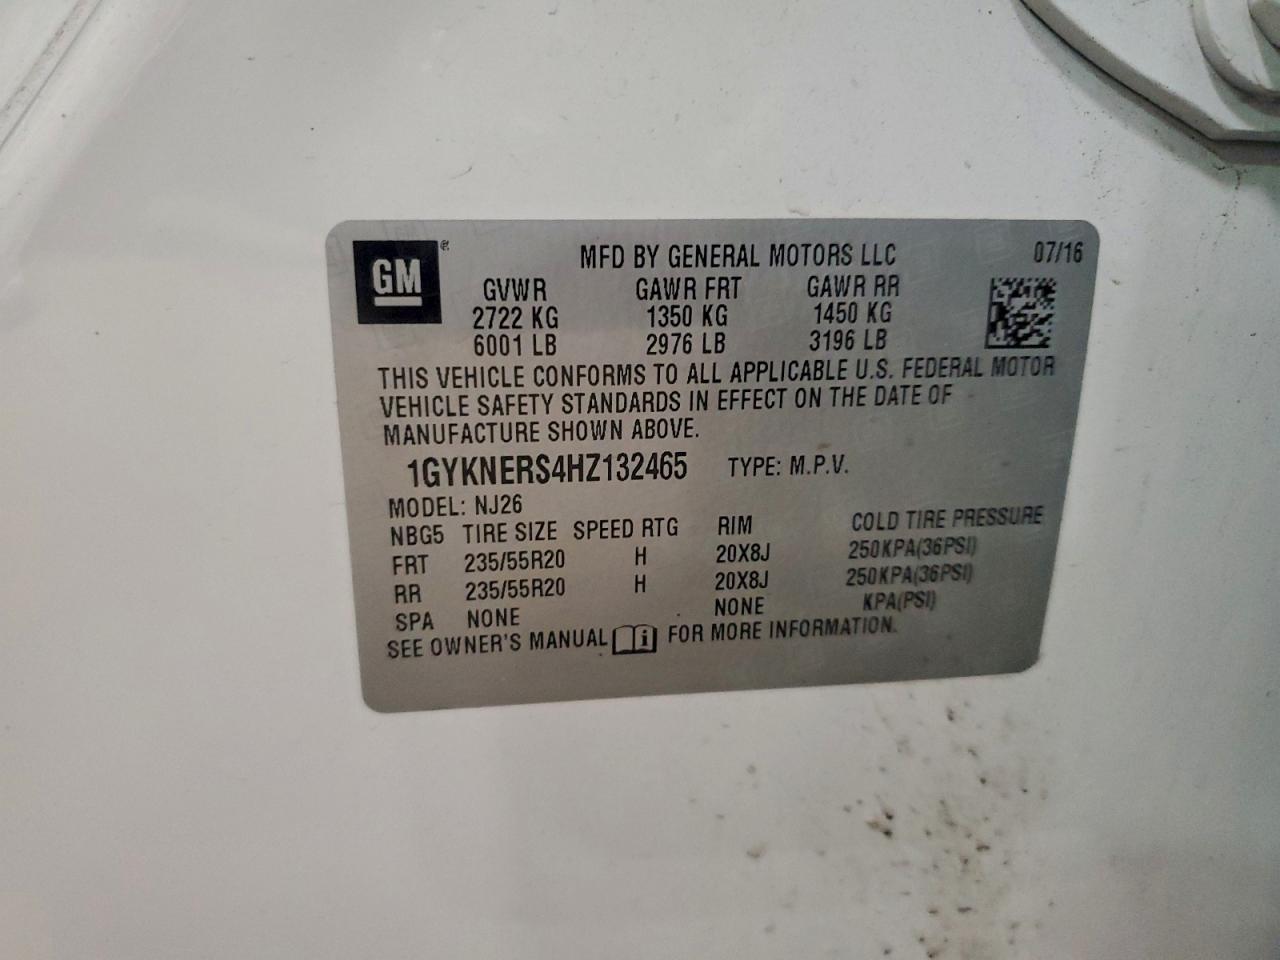 GM ®
MFD BY GENERAL MOTORS LLC 07/16
GVWR GAWR FRT GAWR RR
2722 KG 1350 KG 1450 KG
6001 LB 2976 LB 3196 LB
THIS VEHICLE CONFORMS TO ALL APPLICABLE U.S. FEDERAL MOTOR
VEHICLE SAFETY STANDARDS IN EFFECT ON THE DATE OF
MANUFACTURE SHOWN ABOVE.
1GYKNERS4HZ132465 TYPE: M.P.V.
MODEL: NJ26
NBG5 TIRE SIZE SPEED RTG RIM COLD TIRE PRESSURE
FRT 235/55R20 H 20X8J 250KPA(36PSI)
RR 235/55R20 H 20X8J 250KPA(36PSI)
SPA NONE NONE KPA(PSI)
SEE OWNER'S MANUAL i FOR MORE INFORMATION.